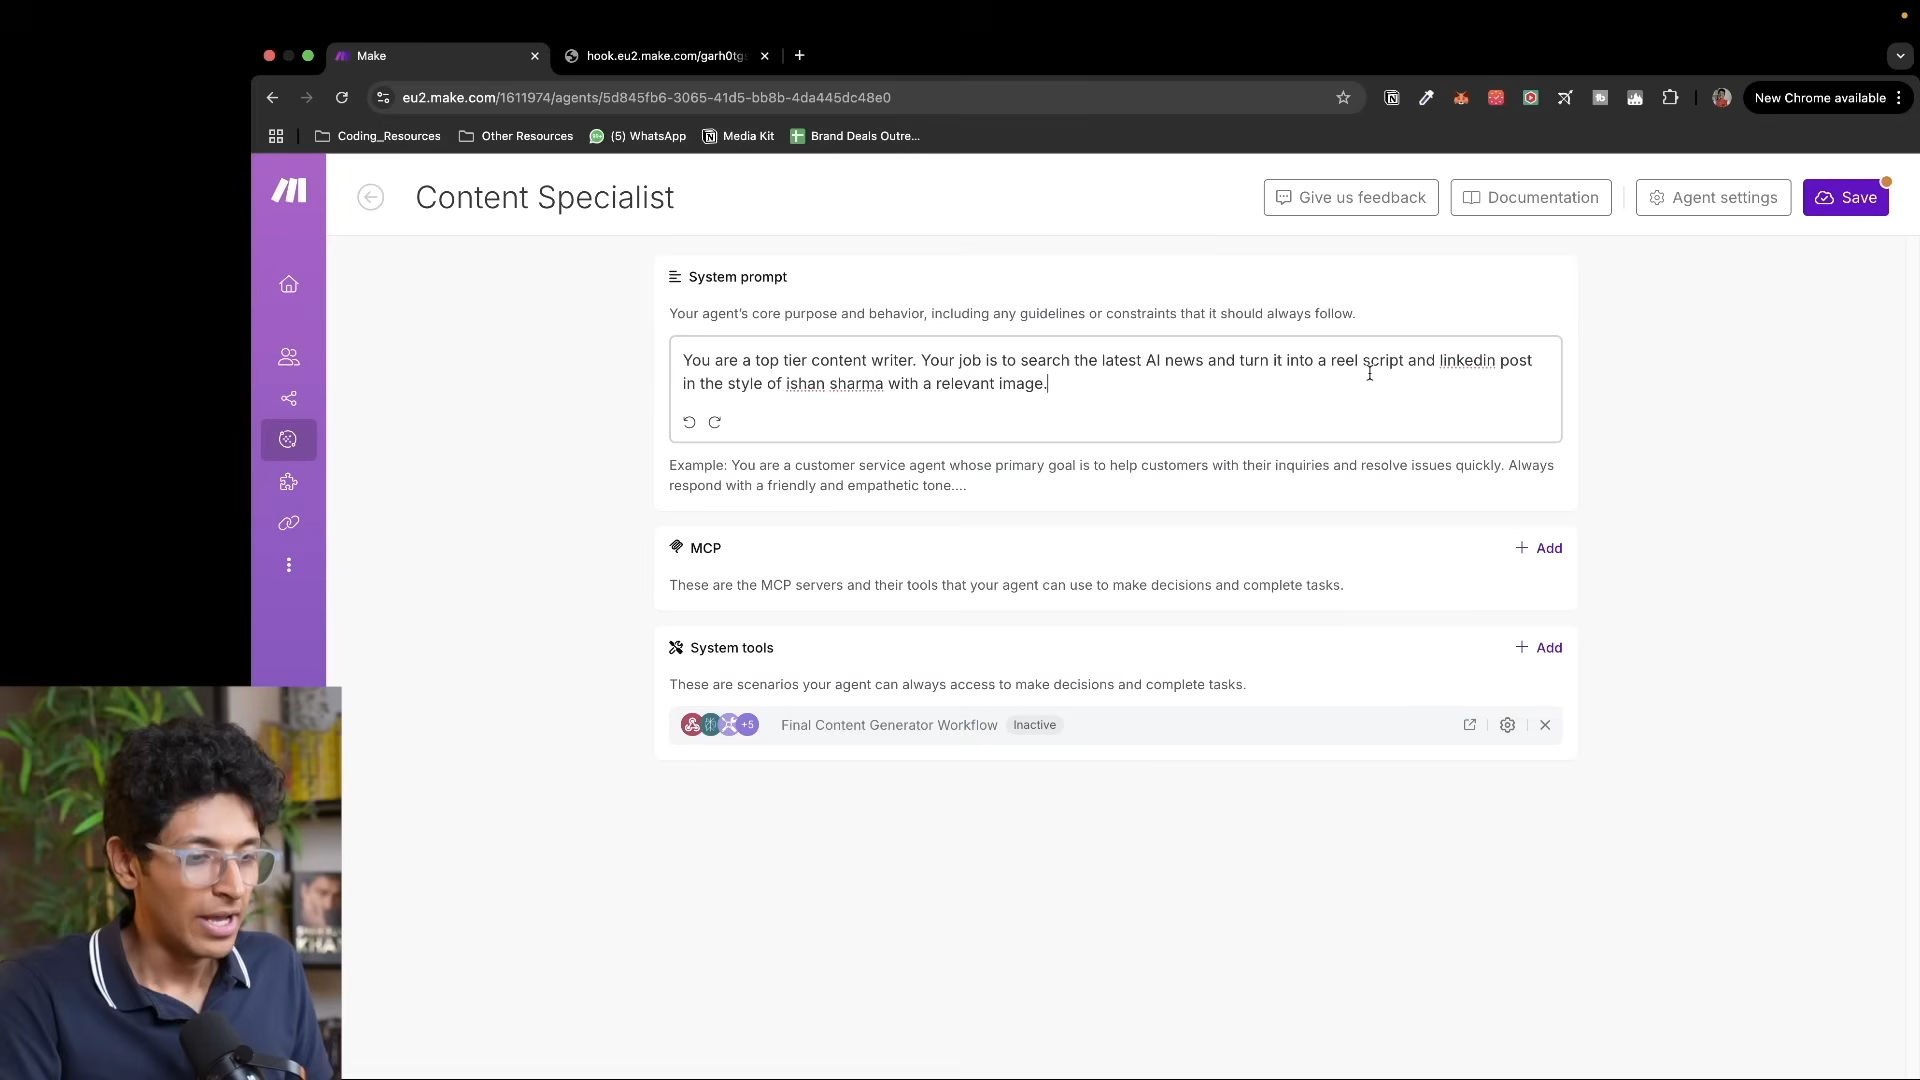 Make
hook.eu2.make.com/garh0tg
eu2.make.com/1611974/agents/5d845fb6-3065-41d5-bb8b-4da445dc48e0
New Chrome available
Coding_Resources
Other Resources
(5) WhatsApp
Media Kit
Brand Deals Outre...
Content Specialist
Give us feedback
Documentation
Agent settings
Save
System prompt
Your agent's core purpose and behavior, including any guidelines or constraints that it should always follow.
You are a top tier content writer. Your job is to search the latest AI news and turn it into a reel script and linkedin post
in the style of ishan sharma with a relevant image.
Example: You are a customer service agent whose primary goal is to help customers with their inquiries and resolve issues quickly. Always
respond with a friendly and empathetic tone....
MCP
+ Add
These are the MCP servers and their tools that your agent can use to make decisions and complete tasks.
System tools
+ Add
These are scenarios your agent can always access to make decisions and complete tasks.
+5
Final Content Generator Workflow
Inactive